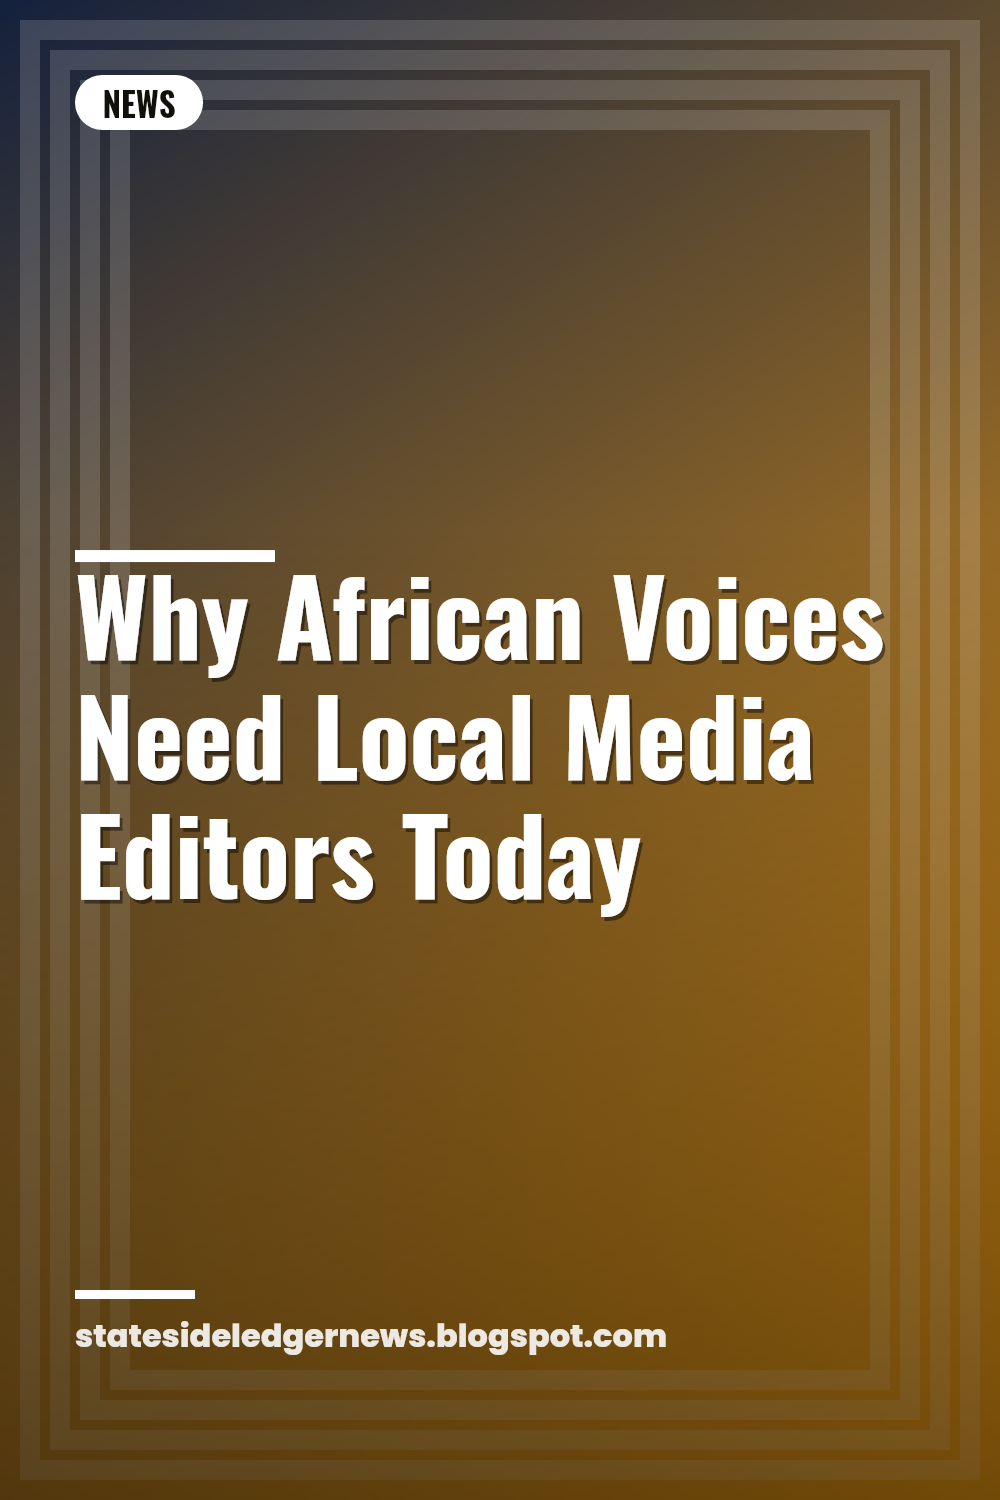 NEWS
Why African Voices
Need Local Media
Editors Today
statesideledgernews.blogspot.com